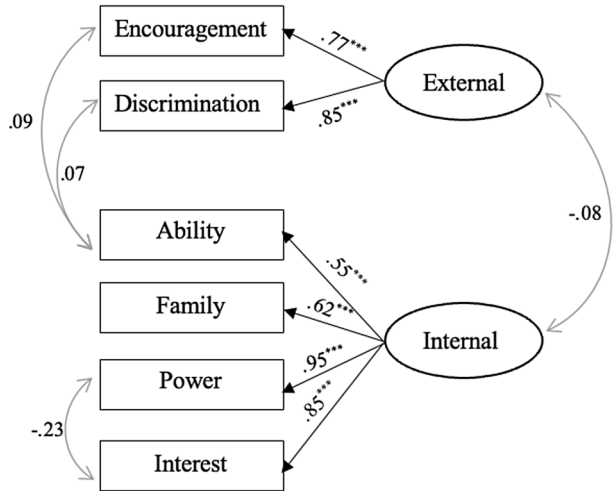 Encouragement
.77***
External
Discrimination
.85***
.09
.07
-.08
Ability
.55***
Family
.62***
Internal
.95***
Power
.85***
-.23
Interest